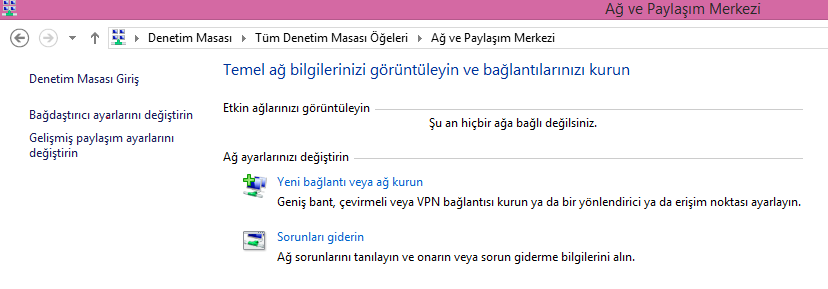 Ağ ve Paylaşım Merkezi
Denetim Masası Tüm Denetim Masası Öğeleri Ağ ve Paylaşım Merkezi
Denetim Masası Giriş
Bağdaştırıcı ayarlarını değiştirin
Gelişmiş paylaşım ayarlarını
değiştirin
Temel ağ bilgilerinizi görüntüleyin ve bağlantılarınızı kurun
Etkin ağlarınızı görüntüleyin
Şu an hiçbir ağa bağlı değilsiniz.
Ağ ayarlarınızı değiştirin
Yeni bağlantı veya ağ kurun
Geniş bant, çevirmeli veya VPN bağlantısı kurun ya da bir yönlendirici ya da erişim noktası ayarlayın.
Sorunları giderin
Ağ sorunlarını tanılayın ve onarın veya sorun giderme bilgilerini alın.